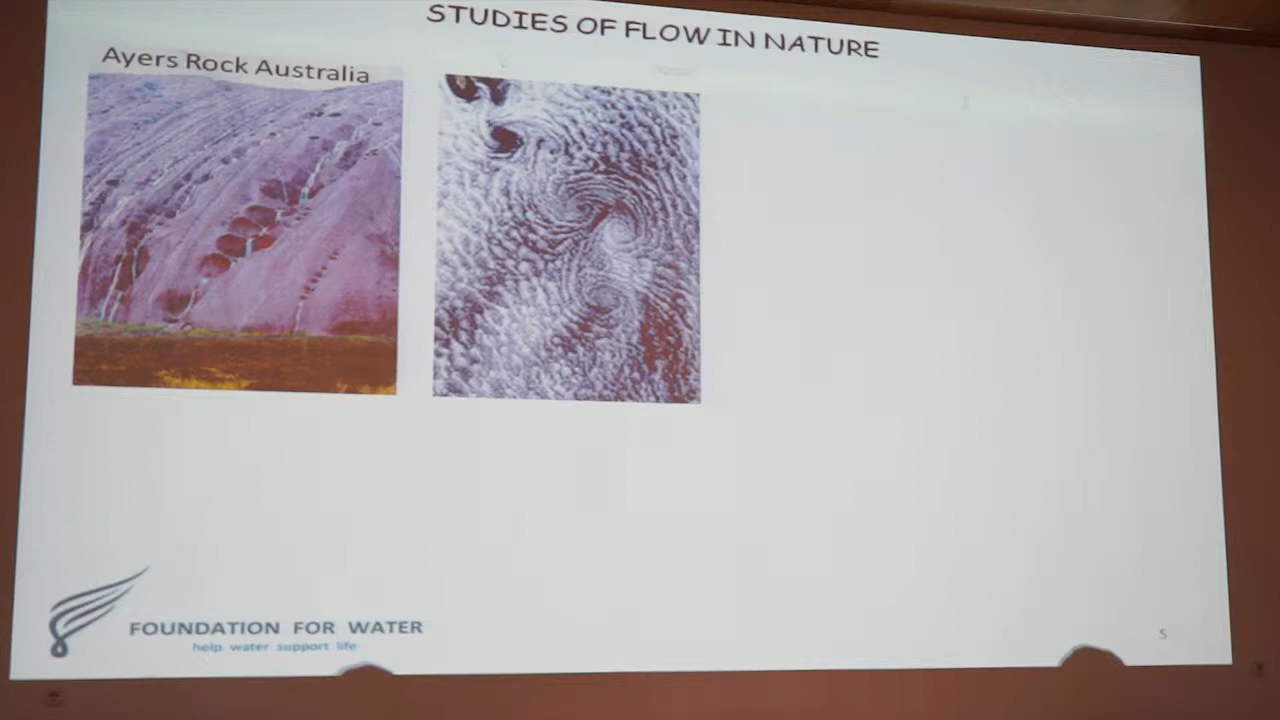 STUDIES OF FLOW IN NATURE
Ayers Rock Australia
FOUNDATION FOR WATER
help water support life
5